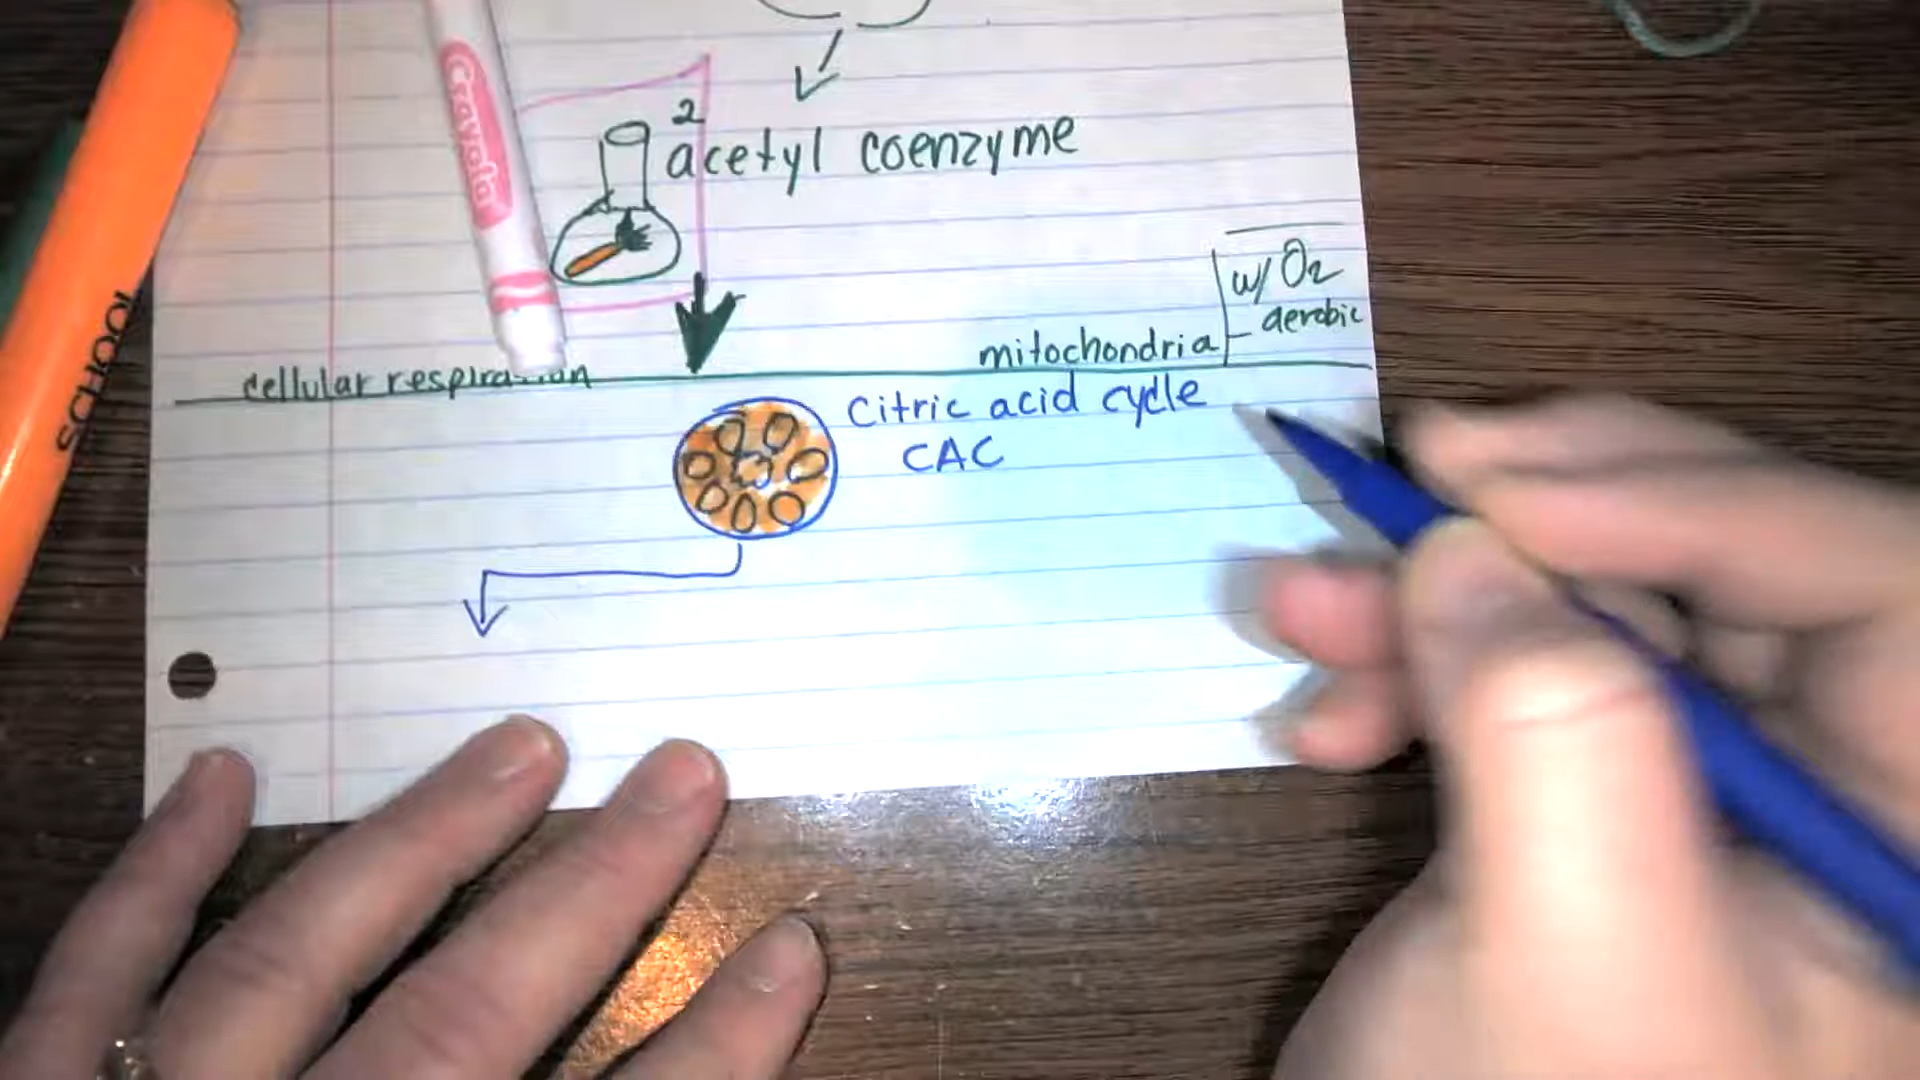 Crayola
SCHOOL
2
acetyl coenzyme
w/ O2
- aerobic
mitochondria
cellular respiration
Citric acid cycle
CAC